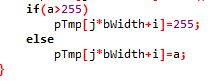 if(a>255)
pTmp[j*bWidth+i]=255;
else
pTmp[j*bWidth+i]=a;
}